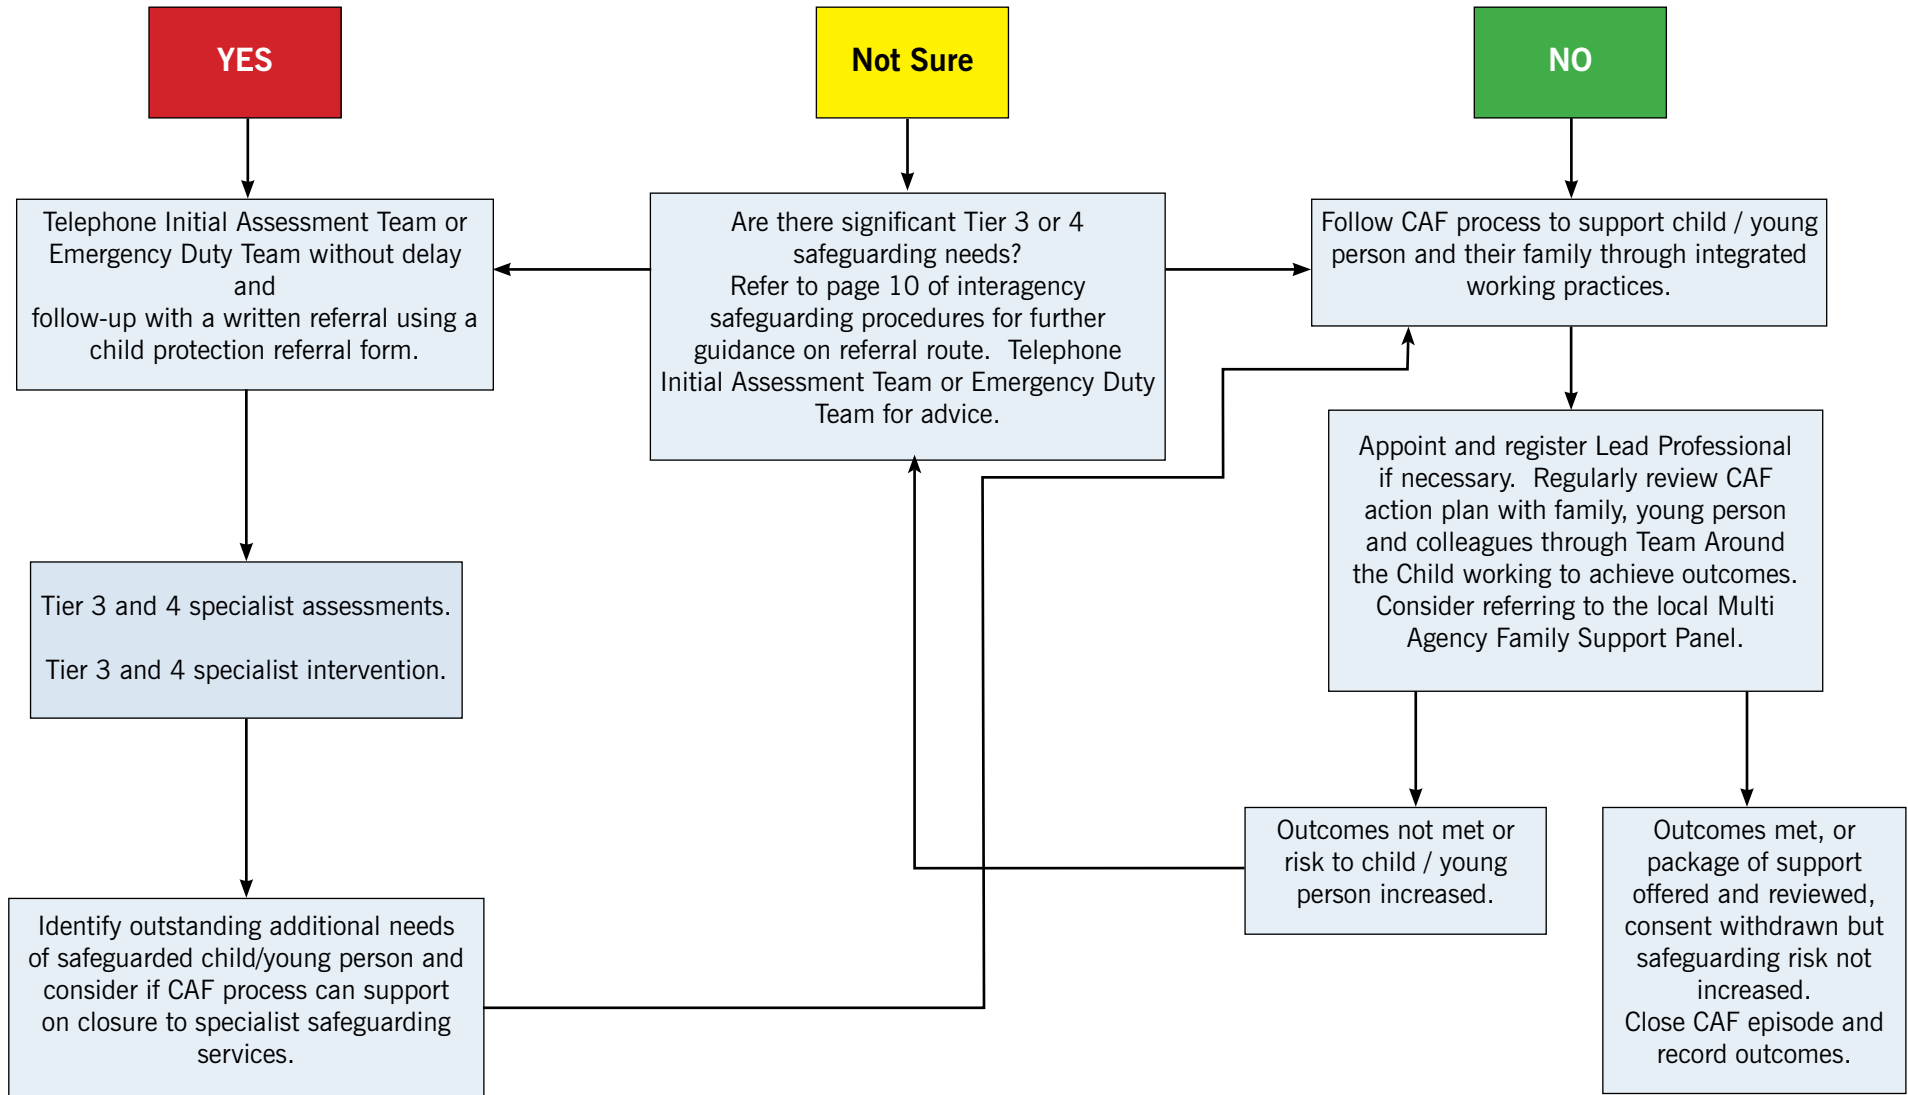 YES
Not Sure
NO
Telephone Initial Assessment Team or
Emergency Duty Team without delay
and
follow-up with a written referral using a
child protection referral form.
Are there significant Tier 3 or 4
safeguarding needs?
Refer to page 10 of interagency
safeguarding procedures for further
guidance on referral route.  Telephone
Initial Assessment Team or Emergency Duty
Team for advice.
Follow CAF process to support child / young
person and their family through integrated
working practices.
Appoint and register Lead Professional
if necessary.  Regularly review CAF
action plan with family, young person
and colleagues through Team Around
the Child working to achieve outcomes.
Consider referring to the local Multi
Agency Family Support Panel.
Tier 3 and 4 specialist assessments.
Tier 3 and 4 specialist intervention.
Outcomes not met or
risk to child / young
person increased.
Outcomes met, or
package of support
offered and reviewed,
consent withdrawn but
safeguarding risk not
increased.
Close CAF episode and
record outcomes.
Identify outstanding additional needs
of safeguarded child/young person and
consider if CAF process can support
on closure to specialist safeguarding
services.